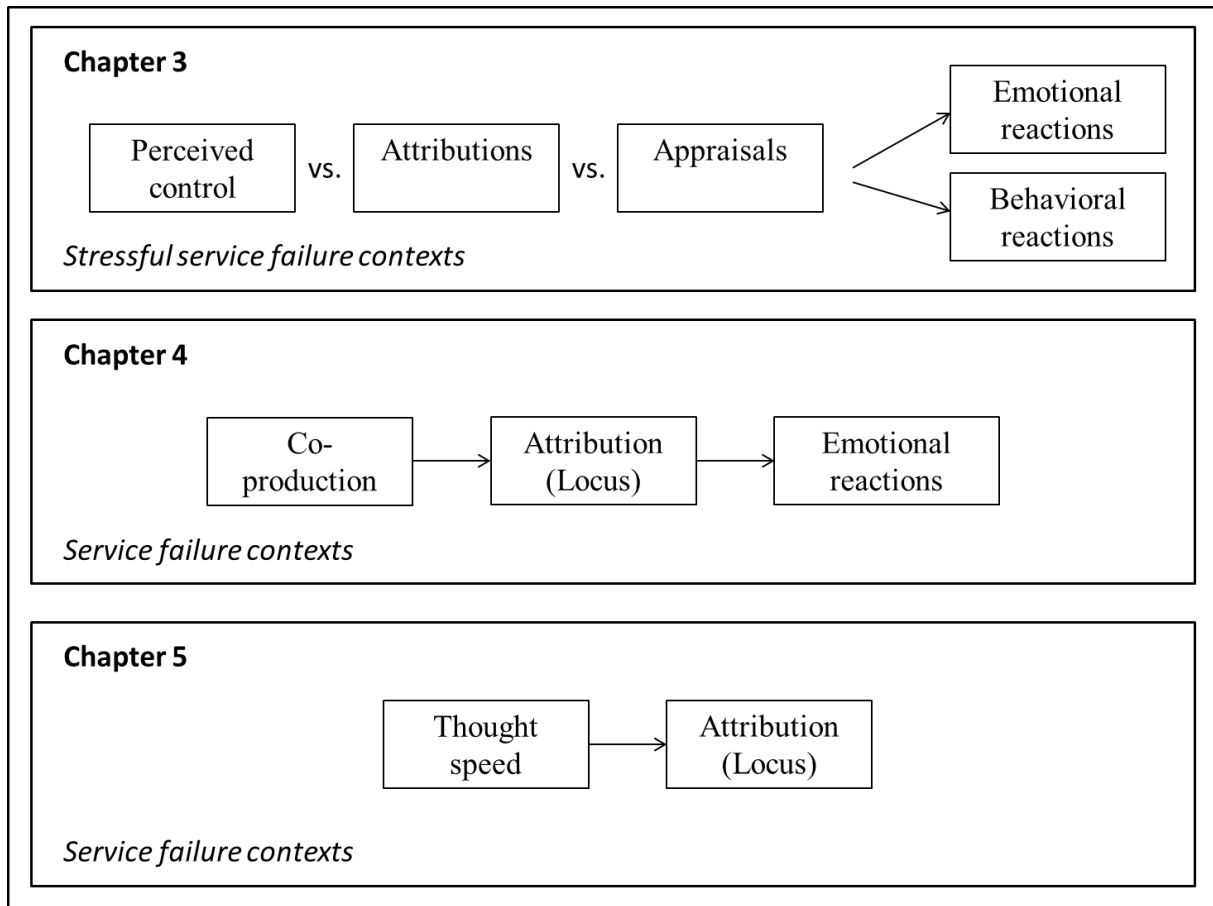 Chapter 3
Perceived
control
vs.
Attributions
vs.
Appraisals
Emotional
reactions
Behavioral
reactions
Stressful service failure contexts
Chapter 4
Co-
production
Attribution
(Locus)
Emotional
reactions
Service failure contexts
Chapter 5
Thought
speed
Attribution
(Locus)
Service failure contexts